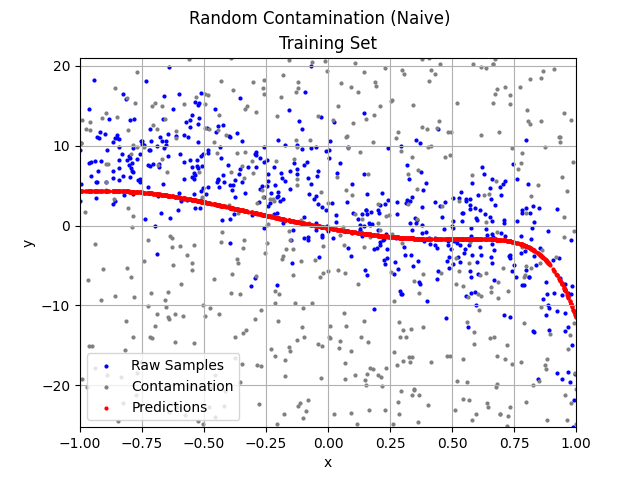 Random Contamination (Naive)
Training Set
20
10
0
−10
−20
y
Raw Samples
Contamination
Predictions
−1.00 −0.75 −0.50 −0.25 0.00 0.25 0.50 0.75 1.00
x